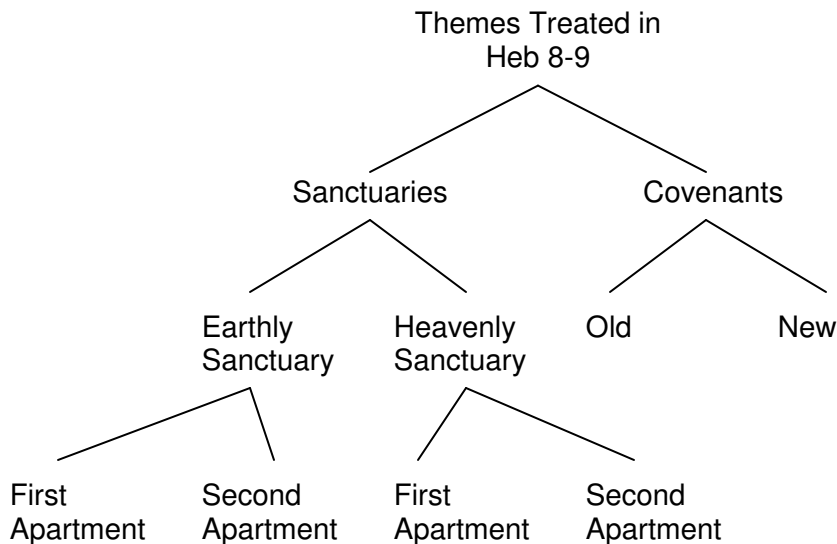 Themes Treated in
Heb 8-9
Sanctuaries
Covenants
Earthly
Sanctuary
Heavenly
Sanctuary
Old
New
First
Apartment
Second
Apartment
First
Apartment
Second
Apartment